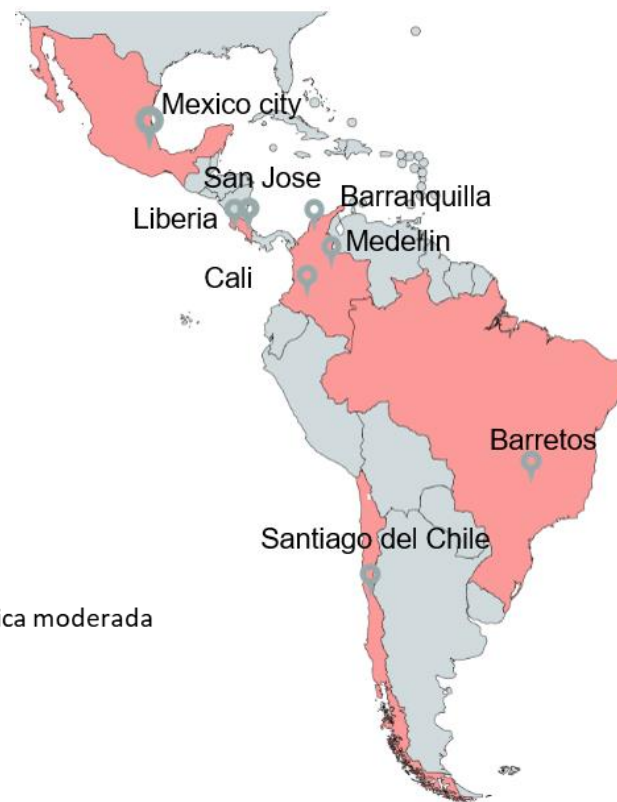 Mexico city
San Jose
Liberia
Barranquilla
Medellin
Cali
Barretos
Santiago del Chile
ica moderada